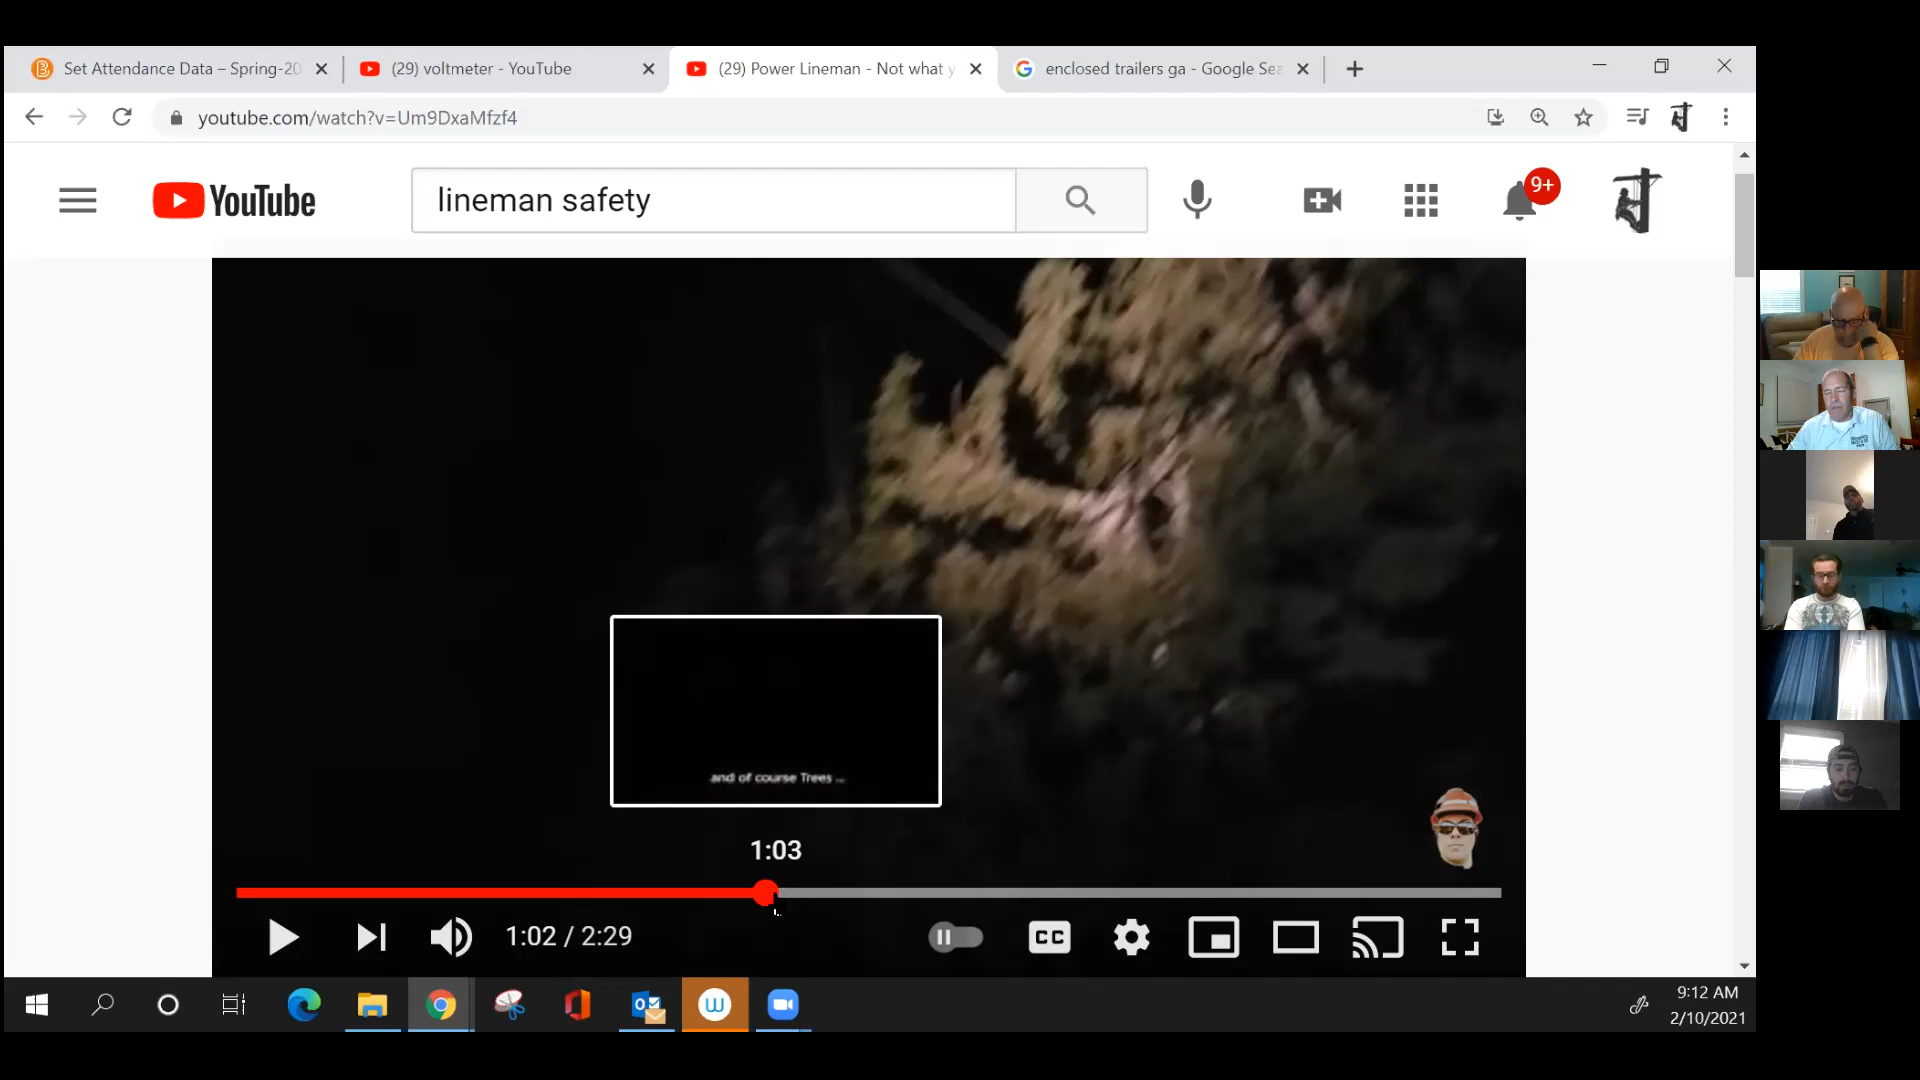 Set Attendance Data – Spring-20
(29) voltmeter - YouTube
(29) Power Lineman - Not what y
enclosed trailers ga - Google Sea
youtube.com/watch?v=Um9DxaMfzf4
YouTube
lineman safety
9+
and of course Trees ...
1:03
1:02 / 2:29
CC
9:12 AM
2/10/2021